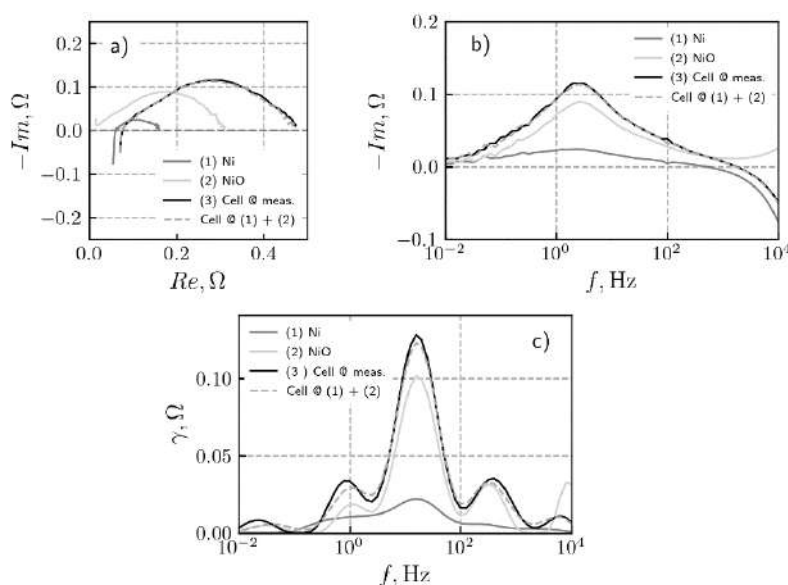 0.2
0.1
0.0
−0.1
−0.2
−Im, Ω
a)
(1) Ni
(2) NiO
(3) Cell @ meas.
Cell @ (1) + (2)
0.0 0.2 0.4
Re, Ω
0.2
0.1
0.0
−0.1
−Im, Ω
b)
(1) Ni
(2) NiO
(3) Cell @ meas.
Cell @ (1) + (2)
10⁻² 10⁰ 10² 10⁴
f, Hz
0.10
0.05
0.00
γ, Ω
c)
(1) Ni
(2) NiO
(3 ) Cell @ meas.
Cell @ (1) + (2)
10⁻² 10⁰ 10² 10⁴
f, Hz